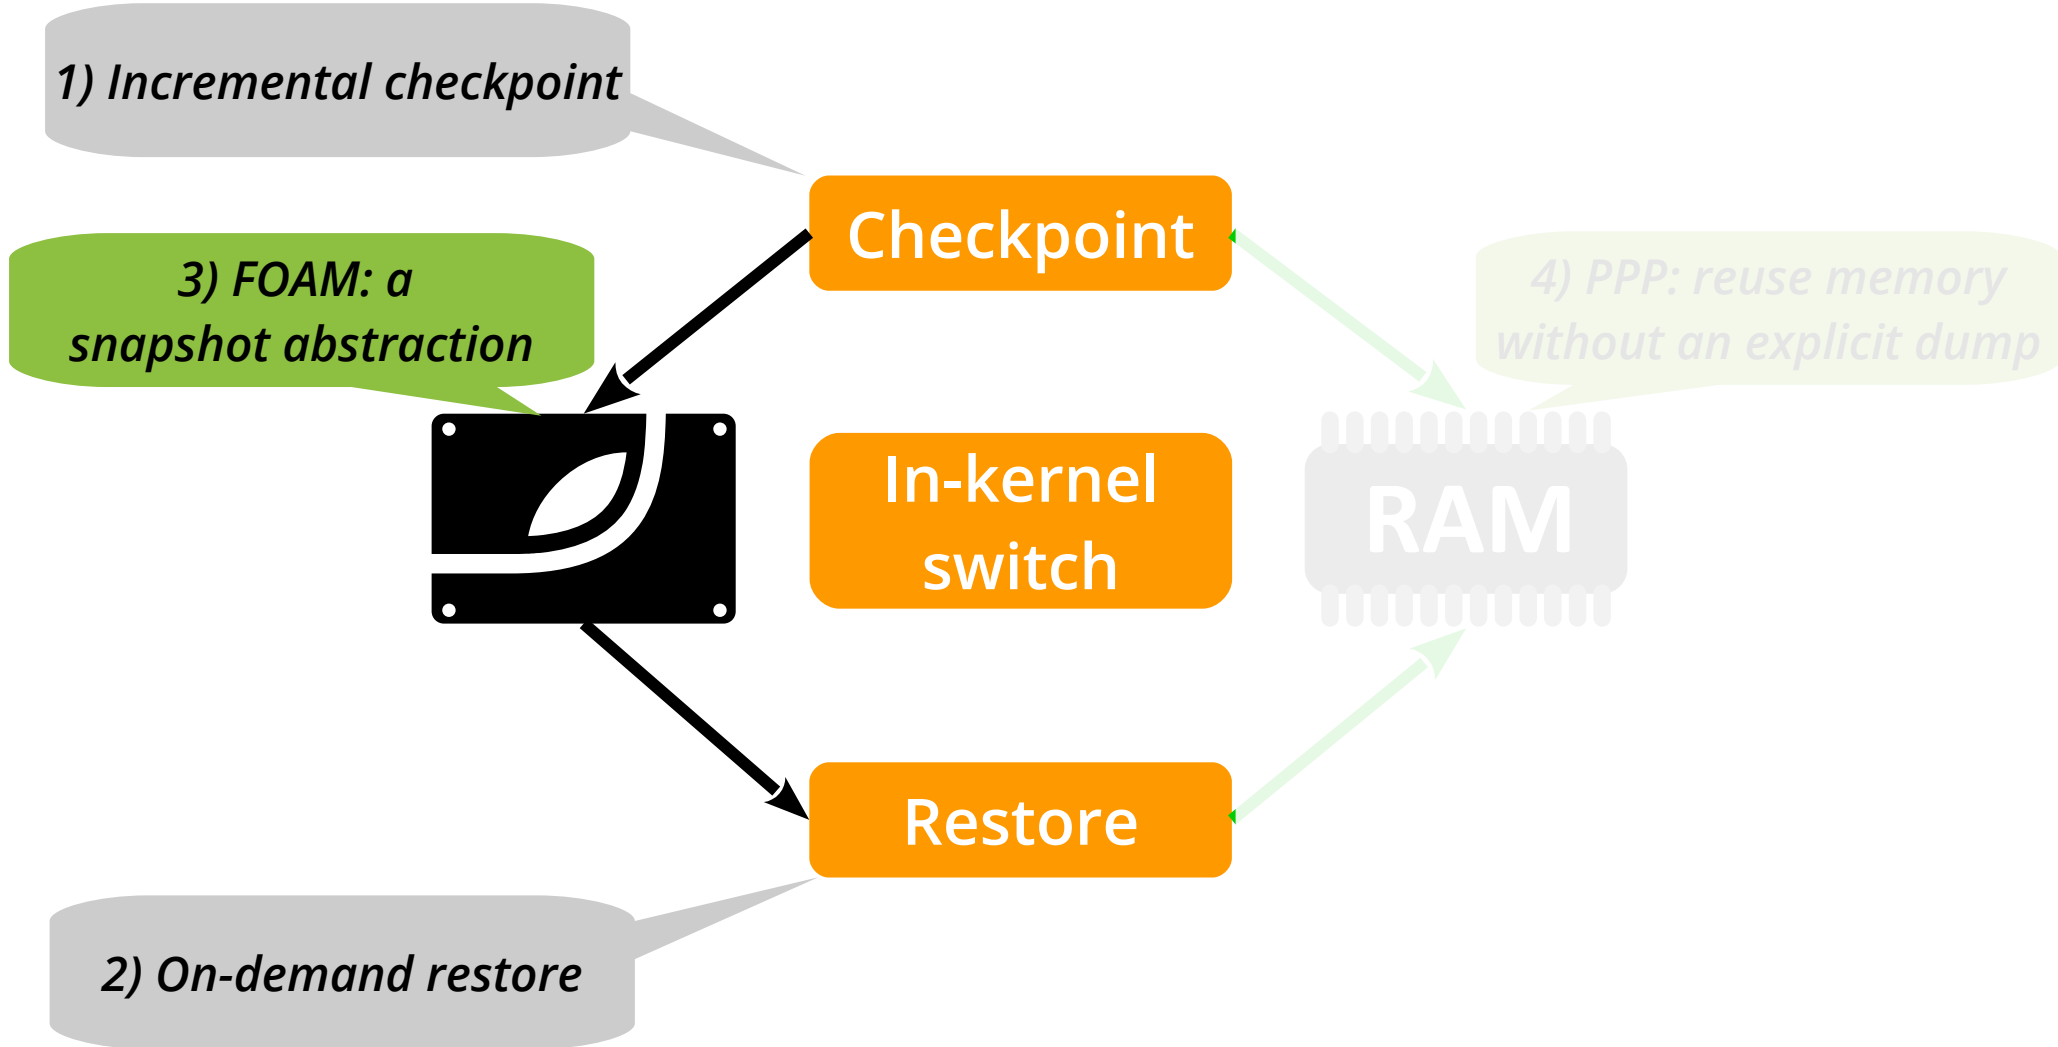 1) Incremental checkpoint
Checkpoint
3) FOAM: a
snapshot abstraction
4) PPP: reuse memory
without an explicit dump
In-kernel
switch
RAM
Restore
2) On-demand restore